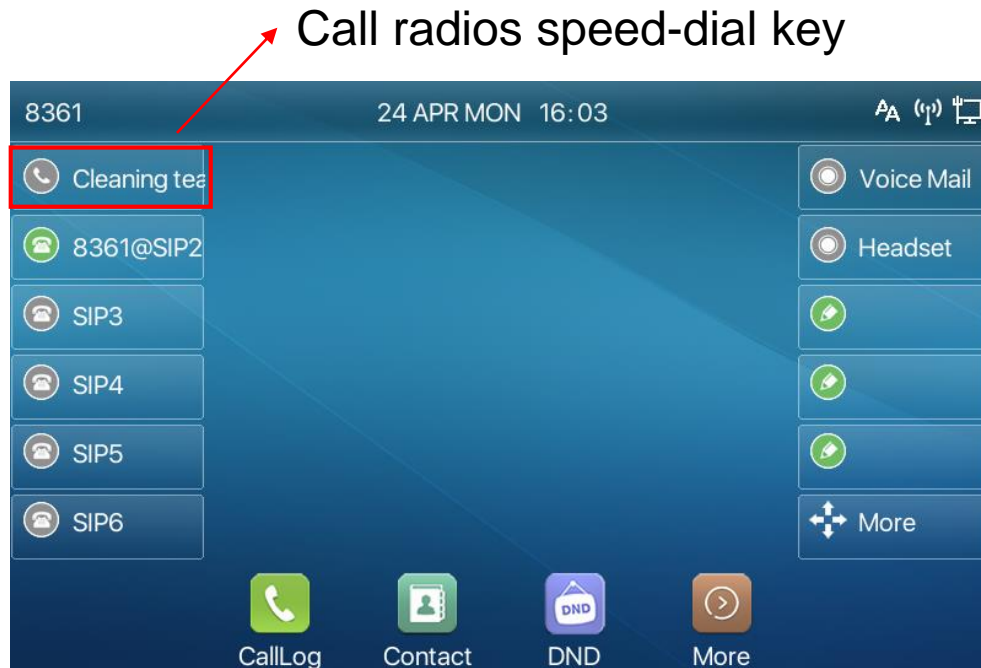 Call radios speed-dial key
8361 24 APR MON 16:03
Cleaning tea
8361@SIP2
SIP3
SIP4
SIP5
SIP6
Voice Mail
Headset
More
CallLog Contact DND More
DND